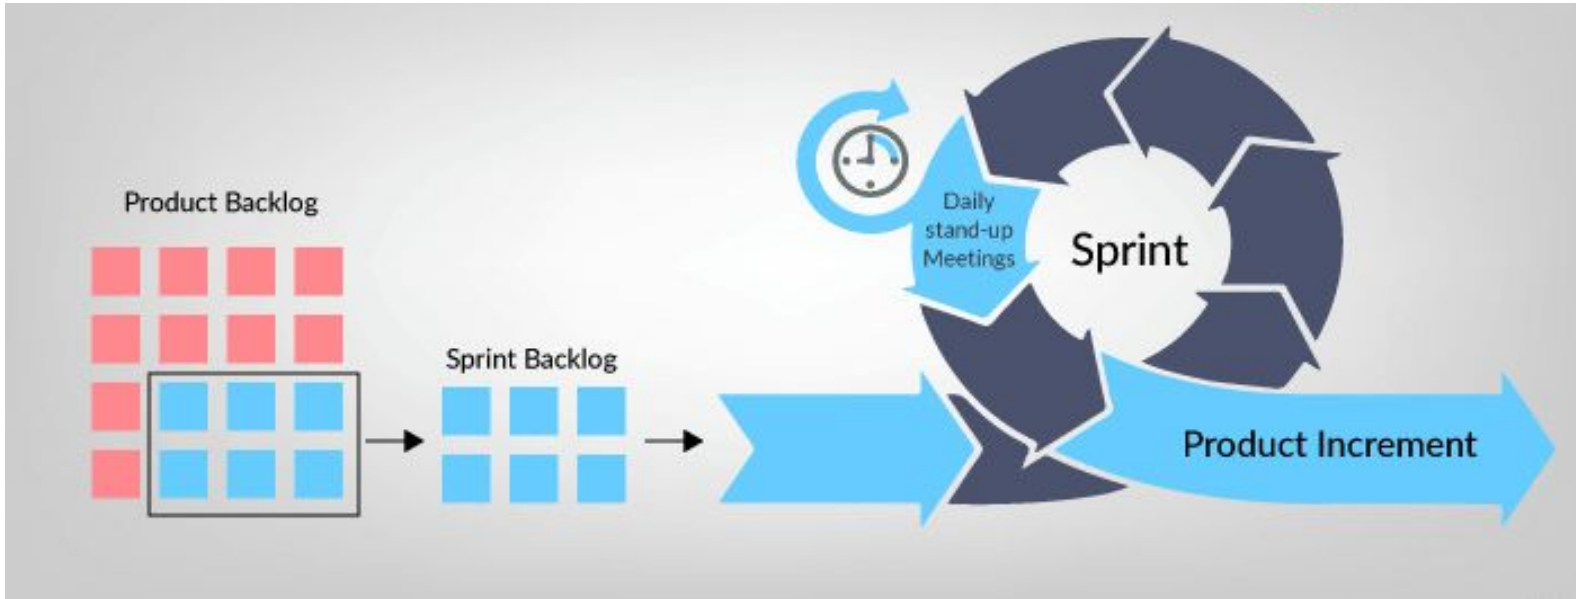 Product Backlog
Sprint Backlog
Daily
stand-up
Meetings
Sprint
Product Increment